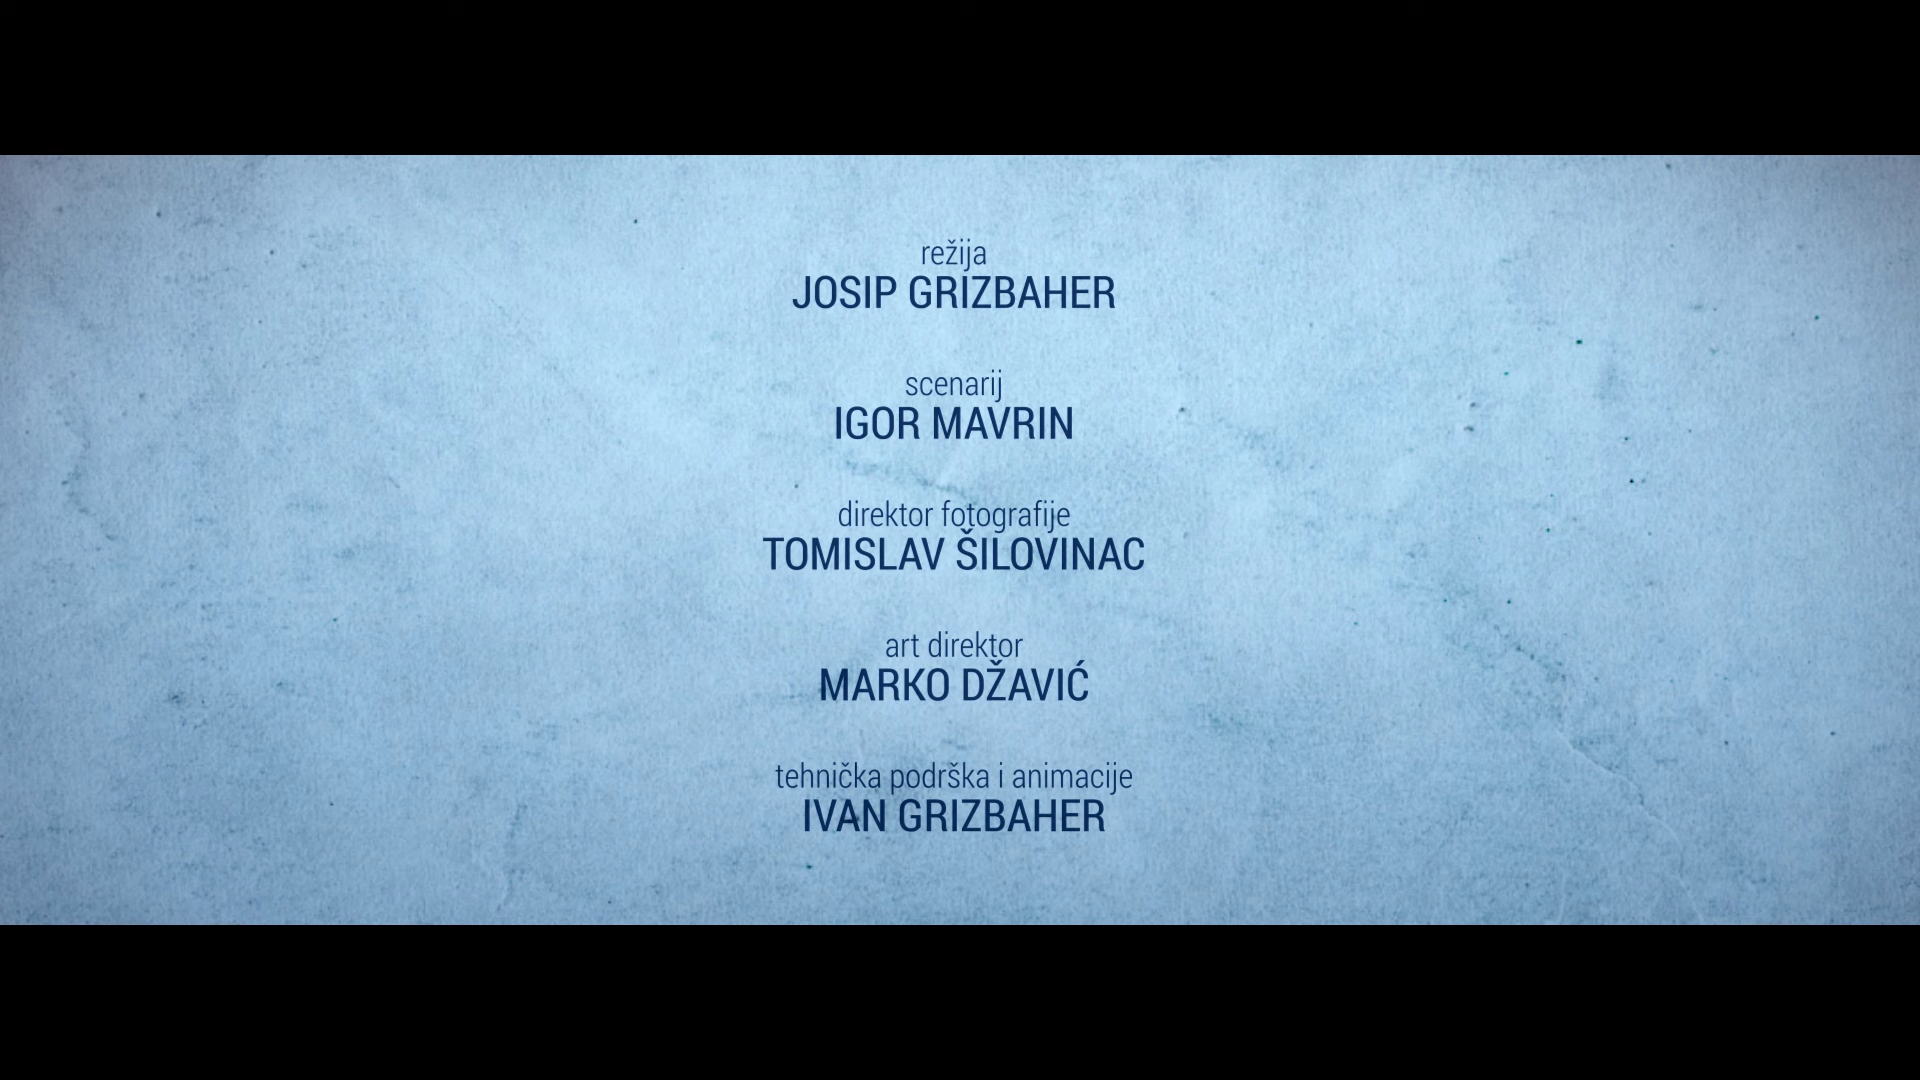 režija
JOSIP GRIZBAHER
scenarij
IGOR MAVRIN
direktor fotografije
TOMISLAV ŠILOVINAC
art direktor
MARKO DŽAVIĆ
tehnička podrška i animacije
IVAN GRIZBAHER